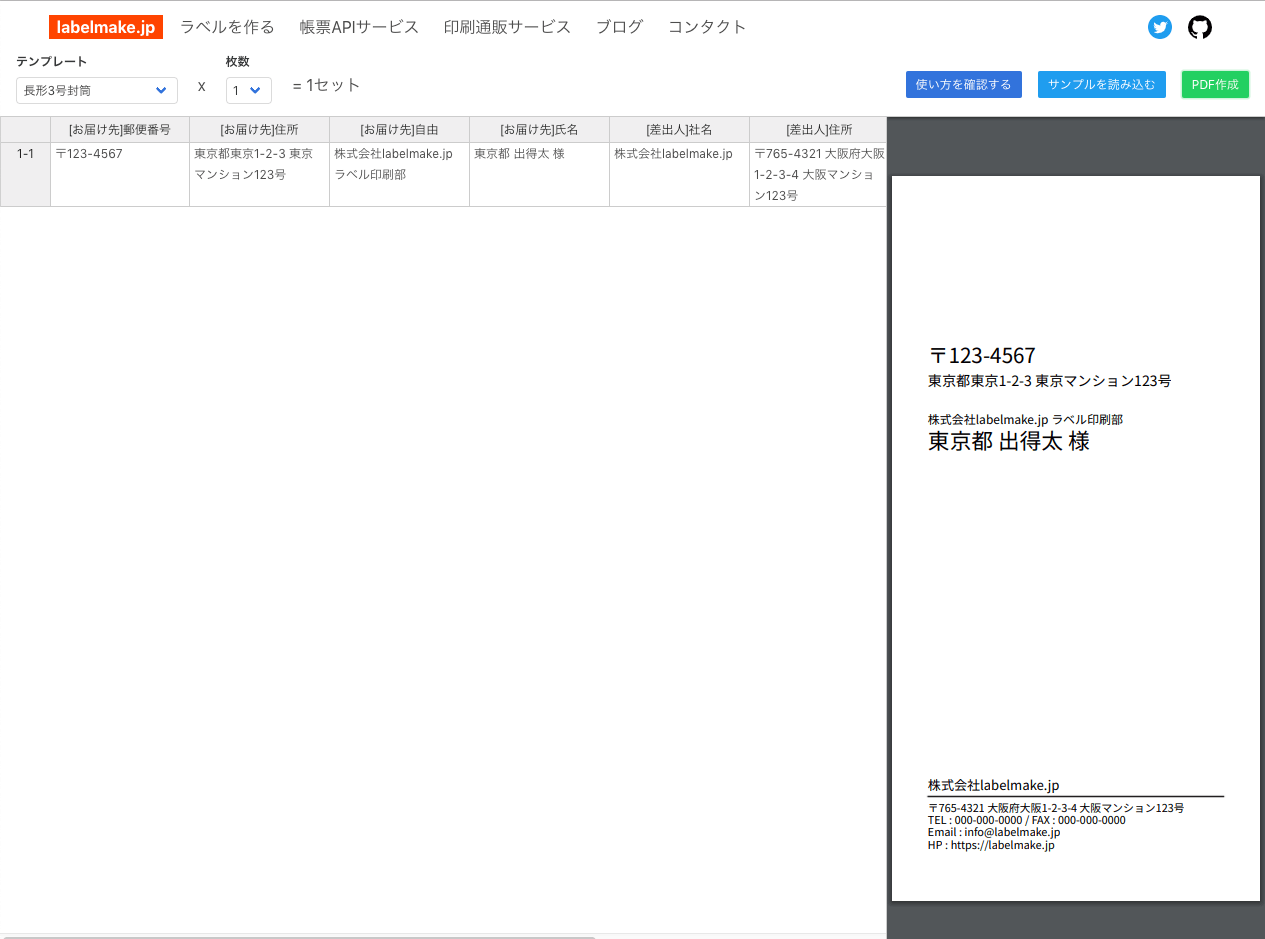 labelmake.jp ラベルを作る 帳票APIサービス 印刷通販サービス ブログ コンタクト
テンプレート 枚数
長形3号封筒 x 1 = 1セット 使い方を確認する サンプルを読み込む PDF作成
[お届け先]郵便番号 [お届け先]住所 [お届け先]自由 [お届け先]氏名 [差出人]社名 [差出人]住所
1-1 〒123-4567 東京都東京1-2-3 東京 株式会社labelmake.jp 東京都 出得太 様 株式会社labelmake.jp 〒765-4321 大阪府大阪
マンション123号 ラベル印刷部 1-2-3-4 大阪マンショ
ン123号
〒123-4567
東京都東京1-2-3 東京マンション123号
株式会社labelmake.jp ラベル印刷部
東京都 出得太 様
株式会社labelmake.jp
〒765-4321 大阪府大阪1-2-3-4 大阪マンション123号
TEL : 000-000-0000 / FAX : 000-000-0000
Email : info@labelmake.jp
HP : https://labelmake.jp